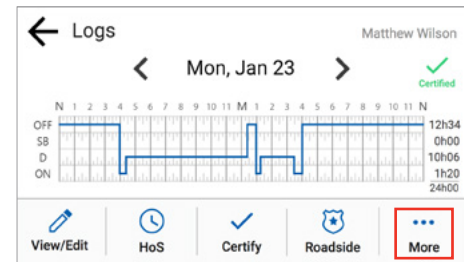 Logs
Matthew Wilson
Mon, Jan 23
Certified
N 1 2 3 4 5 6 7 8 9 10 11 M 1 2 3 4 5 6 7 8 9 10 11 N
OFF 12h34
SB 0h00
D 10h06
ON 1h20
24h00
View/Edit HoS Certify Roadside More